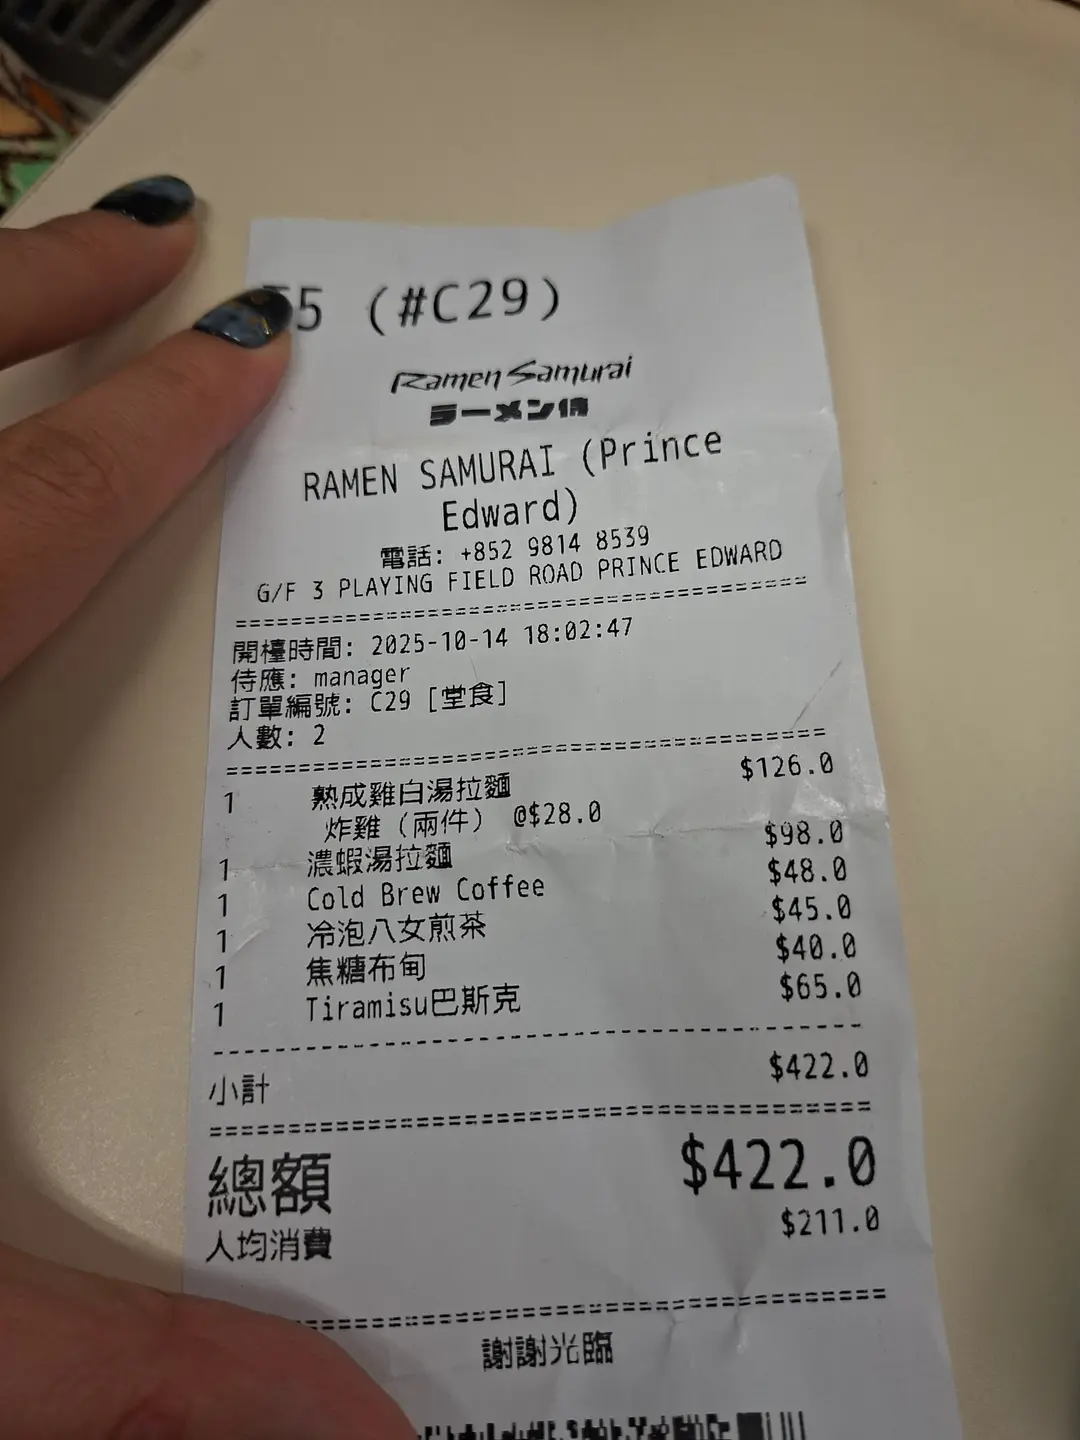 5 (#C29)
Ramen Samurai
ラーメン侍
RAMEN SAMURAI (Prince
Edward)
電話: +852 9814 8539
G/F 3 PLAYING FIELD ROAD PRINCE EDWARD
開檯時間: 2025-10-14 18:02:47
侍應: manager
訂單編號: C29 [堂食]
人數: 2
1 熟成雞白湯拉麵 $126.0
炸雞 (兩件) @$28.0
1 濃蝦湯拉麵 $98.0
1 Cold Brew Coffee $48.0
1 冷泡八女煎茶 $45.0
1 焦糖布甸 $40.0
1 Tiramisu巴斯克 $65.0
小計 $422.0
總額 $422.0
人均消費 $211.0
謝謝光臨